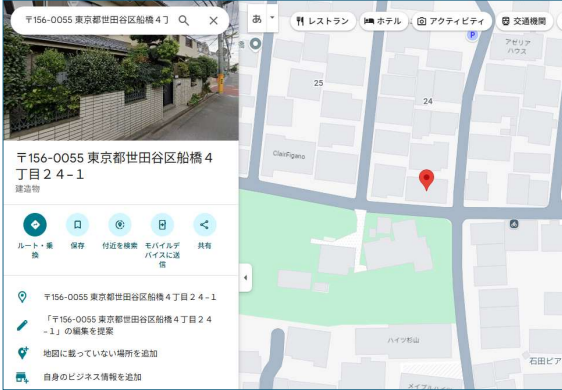 〒156-0055 東京都世田谷区船橋4丁
あ
レストラン
ホテル
アクティビティ
交通機関
〒156-0055 東京都世田谷区船橋4
丁目24-1
建造物
ルート・乗
換
保存
付近を検索
モバイルデ
バイスに送
信
共有
〒156-0055 東京都世田谷区船橋4丁目24-1
「〒156-0055 東京都世田谷区船橋4丁目24
-1」の編集を提案
地図に載っていない場所を追加
自身のビジネス情報を追加
P
アゼリア
ハウス
25
24
ClairFigano
ハイツ杉山
石田ビア